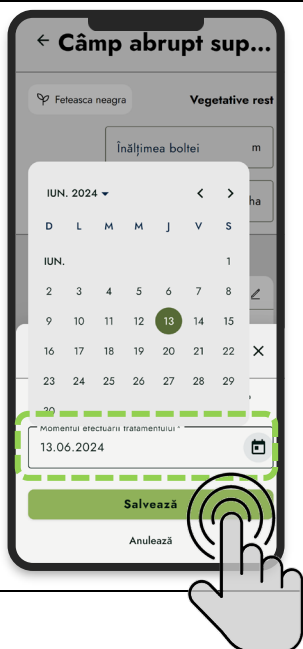 Câmp abrupt sup...
Feteasca neagra Vegetative rest
Înălțimea boltei m
ha
IUN. 2024
D L M M J V S
IUN. 1
2 3 4 5 6 7 8
9 10 11 12 13 14 15
16 17 18 19 20 21 22
23 24 25 26 27 28 29
30
Momentul efectuării tratamentului *
13.06.2024
Salvează
Anulează